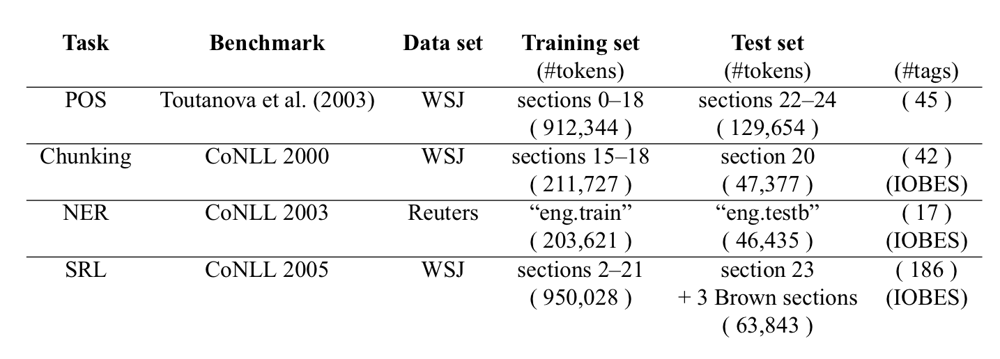 Task Benchmark Data set Training set Test set
(#tokens) (#tokens) (#tags)
POS Toutanova et al. (2003) WSJ sections 0–18 sections 22–24 ( 45 )
( 912,344 ) ( 129,654 )
Chunking CoNLL 2000 WSJ sections 15–18 section 20 ( 42 )
( 211,727 ) ( 47,377 ) (IOBES)
NER CoNLL 2003 Reuters “eng.train” “eng.testb” ( 17 )
( 203,621 ) ( 46,435 ) (IOBES)
SRL CoNLL 2005 WSJ sections 2–21 section 23 ( 186 )
( 950,028 ) + 3 Brown sections (IOBES)
( 63,843 )